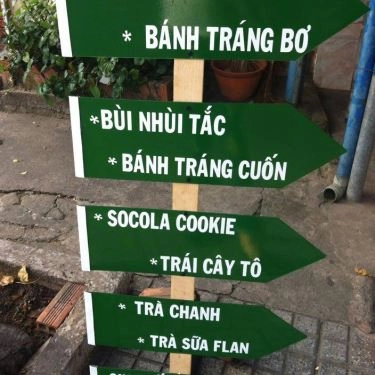 * BÁNH TRÁNG BƠ
* BÙI NHÙI TẮC
* BÁNH TRÁNG CUỐN
* SOCOLA COOKIE
* TRÁI CÂY TÔ
* TRÀ CHANH
* TRÀ SỮA FLAN